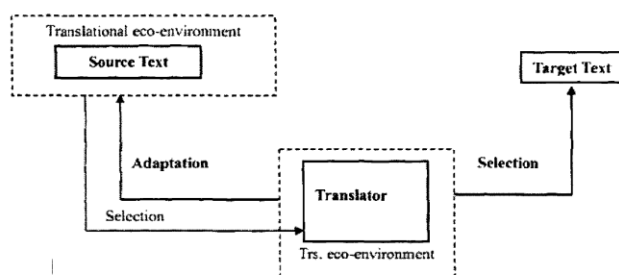 Translational eco-environment
Source Text
Target Text
Adaptation
Selection
Translator
Selection
Trs. eco-environment